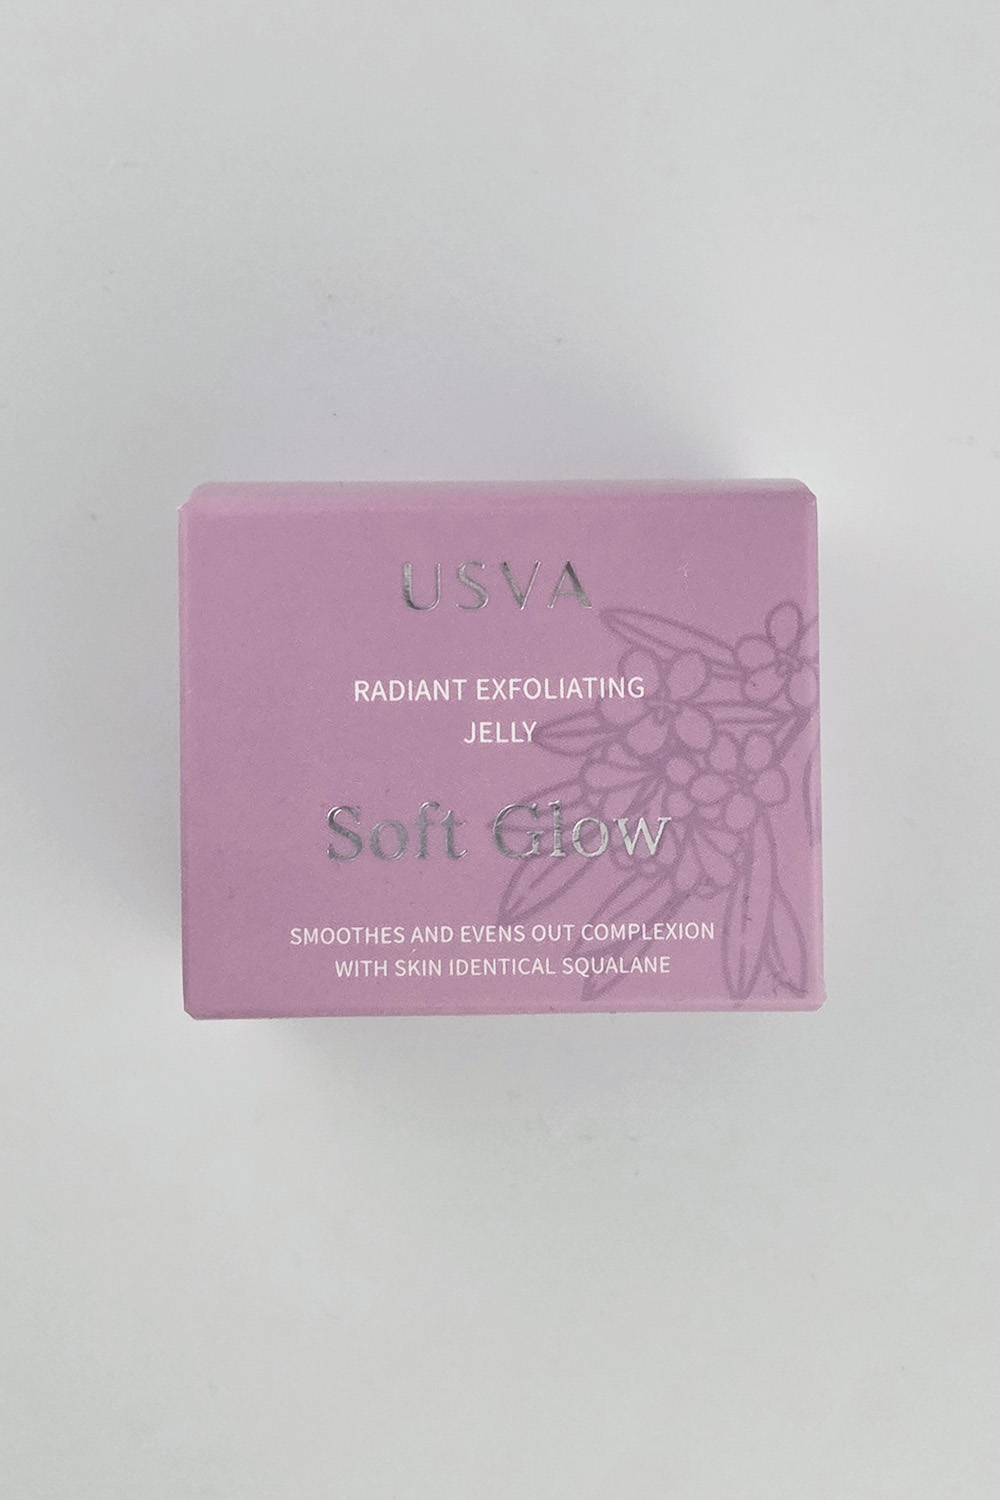 USVA
RADIANT EXFOLIATING
JELLY
Soft Glow
SMOOTHES AND EVENS OUT COMPLEXION
WITH SKIN IDENTICAL SQUALANE